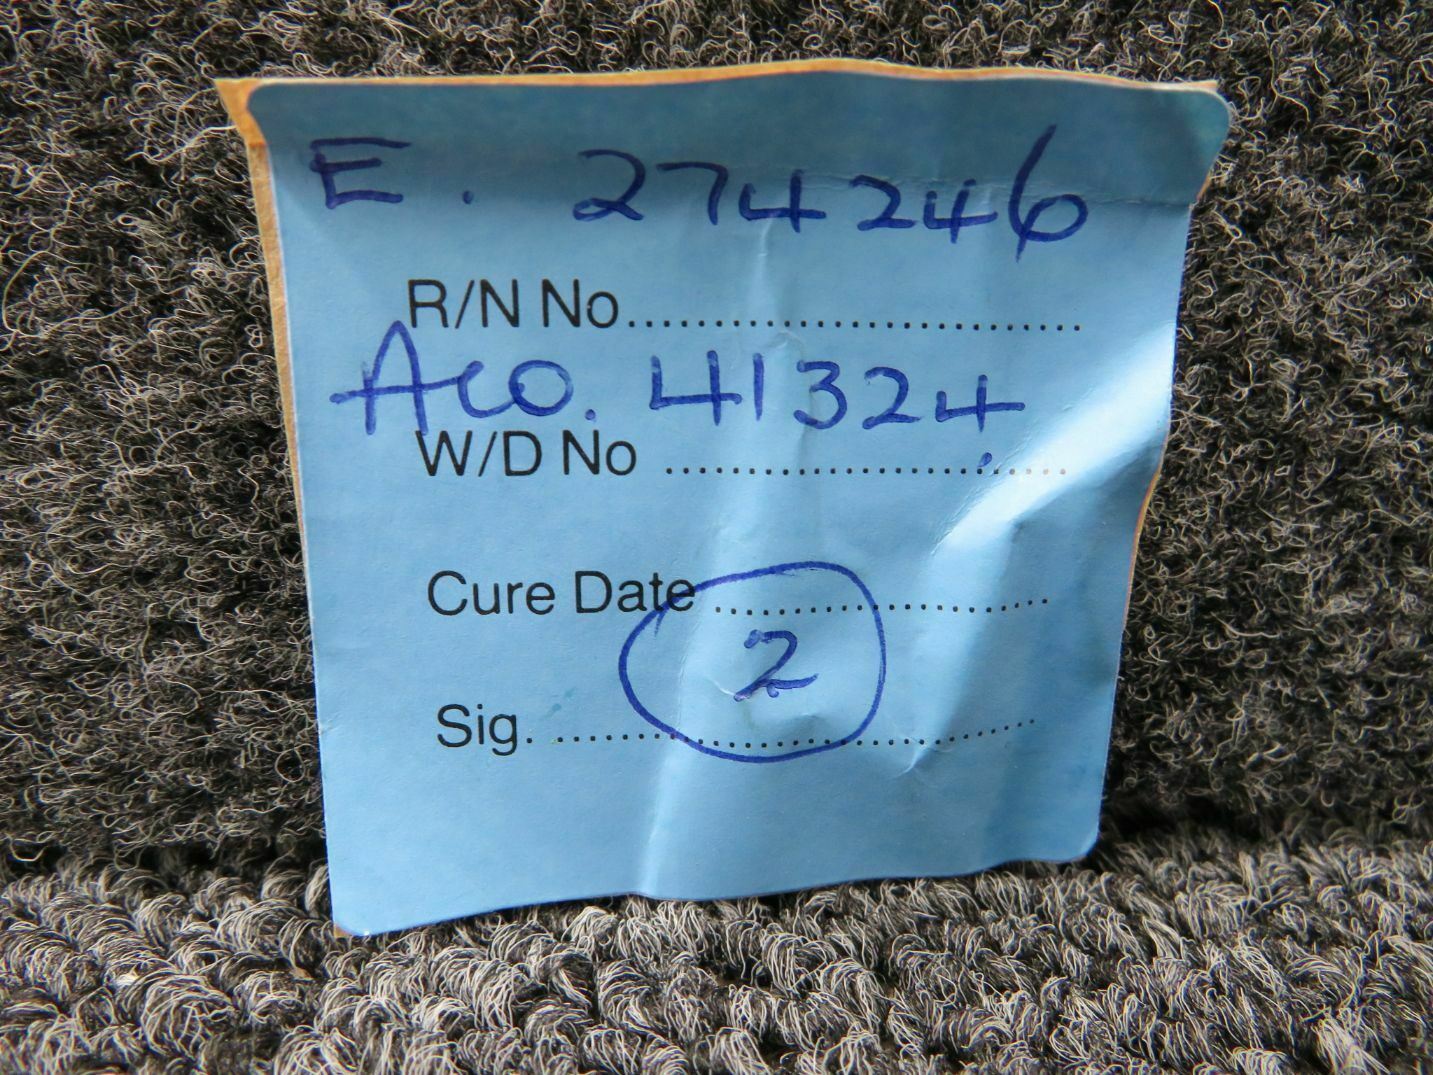 E. 274246
R/N No..............................
ACO. 41324.
W/D No ..............................
Cure Date ........................
2
Sig. ..................................